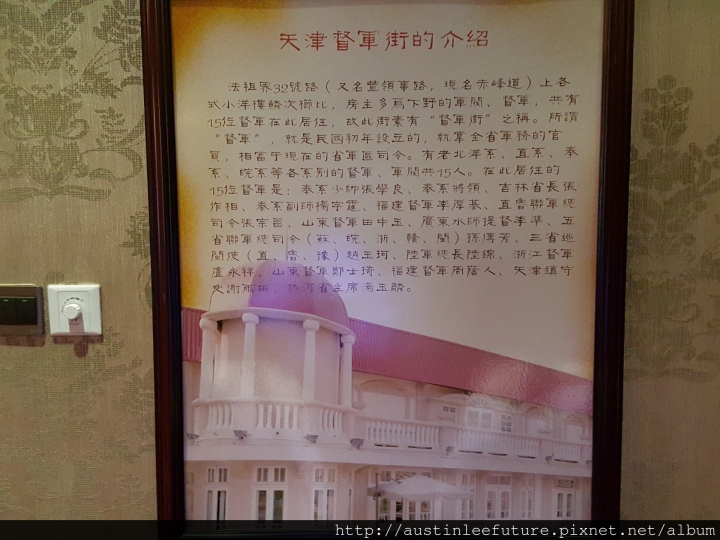 天津督軍街的介紹
法租界32號路（又名豐領事路，現名赤峰道）上各
式小洋樓鱗次櫛比，房主多為下野的軍閥、督軍，共有
15位督軍在此居住，故此街素有“督軍街”之稱。所謂
“督軍”，就是民國初年設立的，執掌全省軍務的官
員，相當于現在的省軍區司令。有老北洋系、直系、奉
系、皖系等各系別的督軍、軍閥共15人。在此居住的
15位督軍是：奉系少帥張學良、奉系將領、吉林省長張
作相、奉系副帥楊宇霆、福建督軍李厚基、直魯聯軍總
司令張宗昌、山東督軍田中玉、廣東水師提督李準、五
省聯軍總司令（蘇、皖、浙、贛、閩）孫傳芳、三省巡
閱使（直、魯、豫）趙玉珂、陸軍總長陸錦、浙江督軍
盧永祥、山東督軍鄭士琦、福建督軍周蔭人、天津鎮守
史謝 、熱河省主席 玉麟。
http://austinleefuture.pixnet.net/album